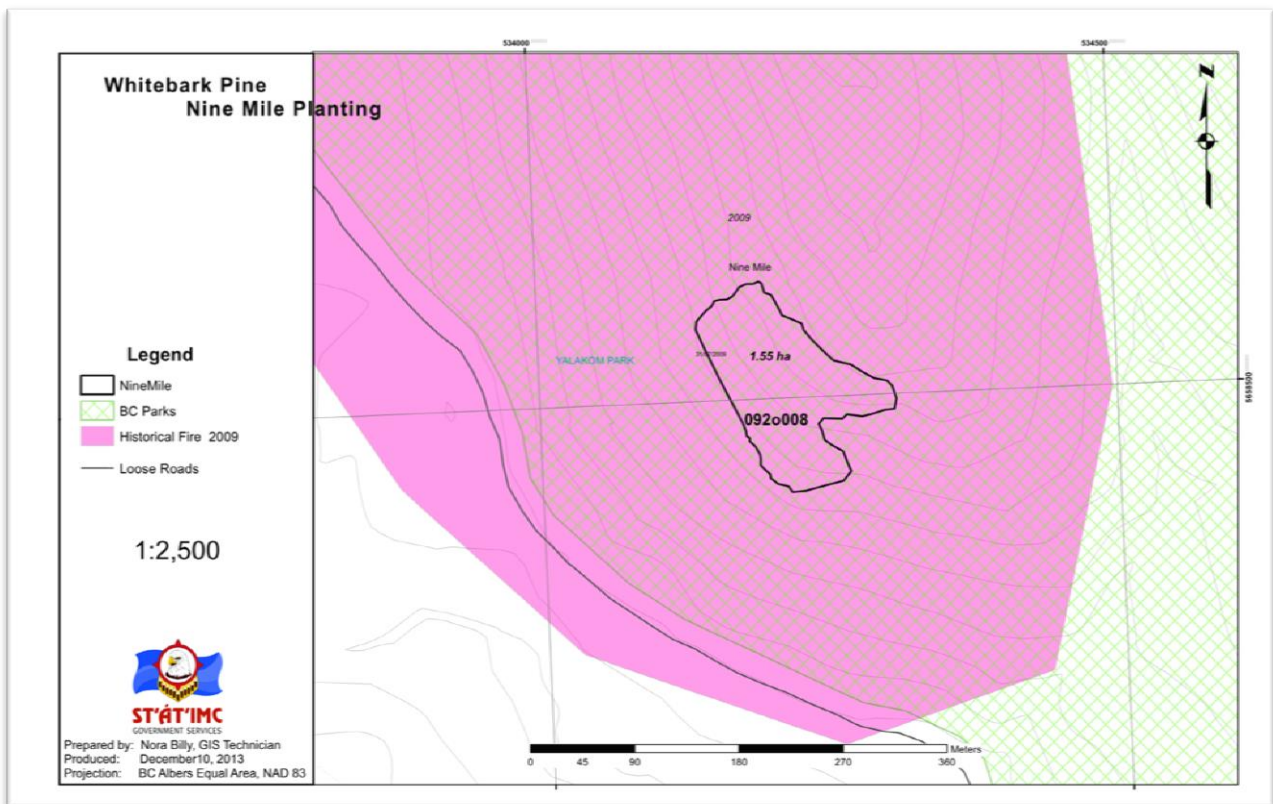 Whitebark Pine
Nine Mile Planting
Legend
NineMile
BC Parks
Historical Fire 2009
Loose Roads
1:2,500
ST'ÁT'IMC
GOVERNMENT SERVICES
Prepared by: Nora Billy, GIS Technician
Produced: December10, 2013
Projection: BC Albers Equal Area, NAD 83
534000
534500
N
2009
Nine Mile
YALAKOM PARK
1.55 ha
092o008
5658500
Meters
0 45 90 180 270 360